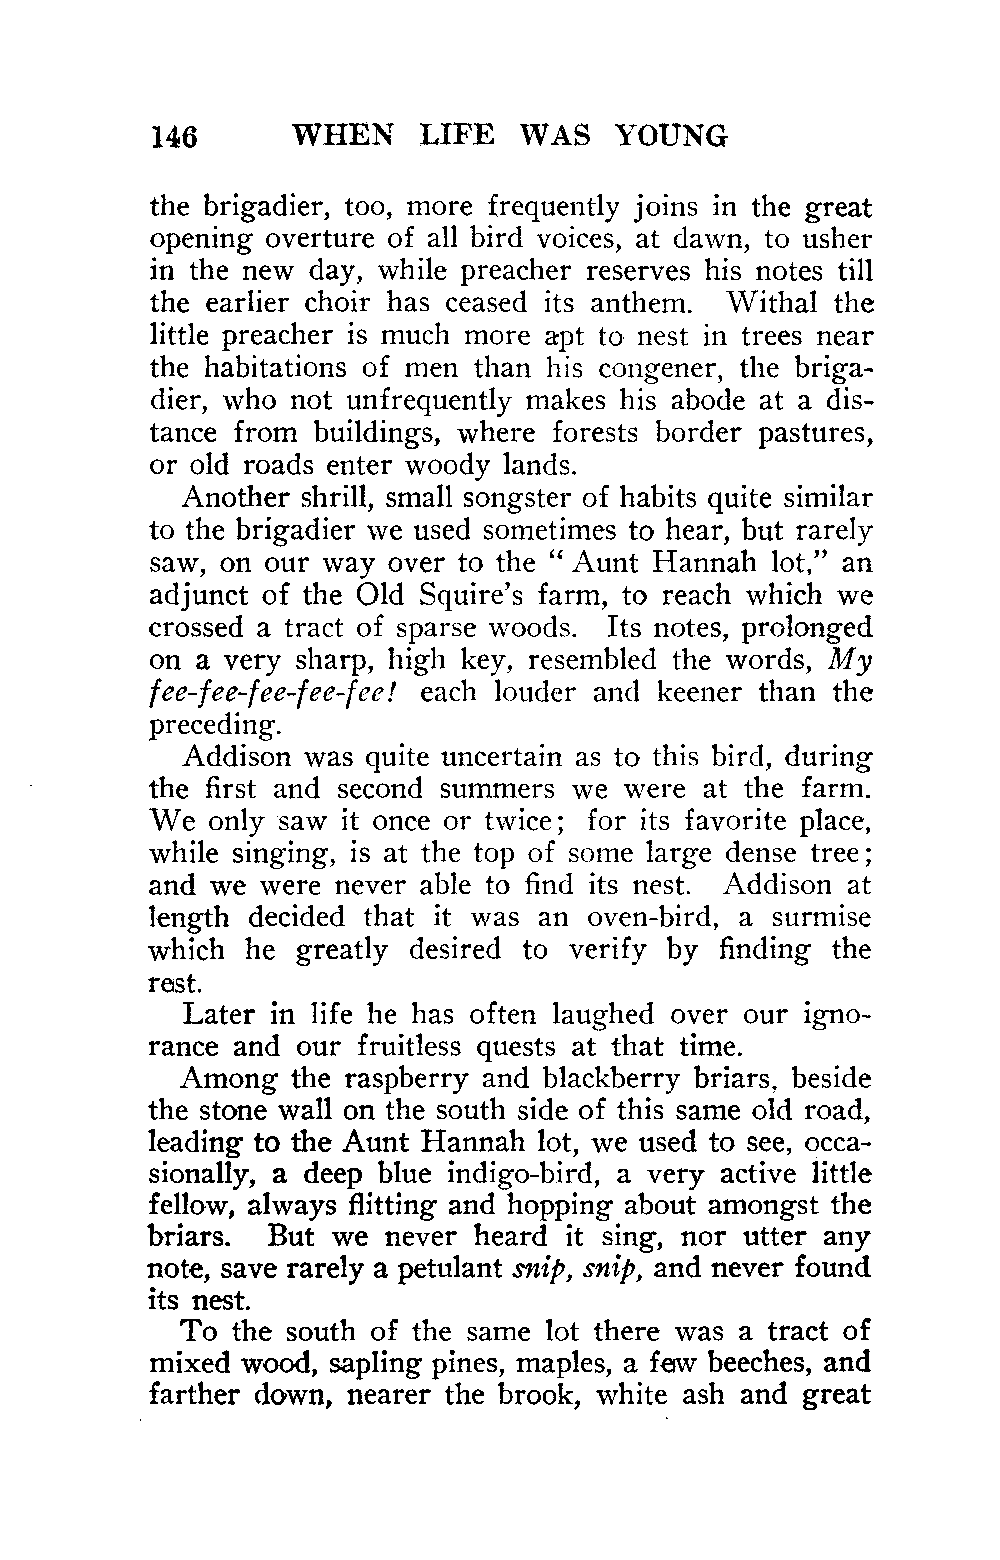 146 WHEN LIFE WAS YOUNG
the brigadier, too, more frequently joins in the great
opening overture of all bird voices, at dawn, to usher
in the new day, while preacher reserves his notes till
the earlier choir has ceased its anthem. Withal the
little preacher is much more apt to nest in trees near
the habitations of men than his congener, the briga-
dier, who not unfrequently makes his abode at a dis-
tance from buildings, where forests border pastures,
or old roads enter woody lands.
Another shrill, small songster of habits quite similar
to the brigadier we used sometimes to hear, but rarely
saw, on our way over to the “ Aunt Hannah lot,” an
adjunct of the Old Squire’s farm, to reach which we
crossed a tract of sparse woods. Its notes, prolonged
on a very sharp, high key, resembled the words, My
fee-fee-fee-fee-fee! each louder and keener than the
preceding.
Addison was quite uncertain as to this bird, during
the first and second summers we were at the farm.
We only saw it once or twice; for its favorite place,
while singing, is at the top of some large dense tree;
and we were never able to find its nest. Addison at
length decided that it was an oven-bird, a surmise
which he greatly desired to verify by finding the
rest.
Later in life he has often laughed over our igno-
rance and our fruitless quests at that time.
Among the raspberry and blackberry briars, beside
the stone wall on the south side of this same old road,
leading to the Aunt Hannah lot, we used to see, occa-
sionally, a deep blue indigo-bird, a very active little
fellow, always flitting and hopping about amongst the
briars. But we never heard it sing, nor utter any
note, save rarely a petulant snip, snip, and never found
its nest.
To the south of the same lot there was a tract of
mixed wood, sapling pines, maples, a few beeches, and
farther down, nearer the brook, white ash and great